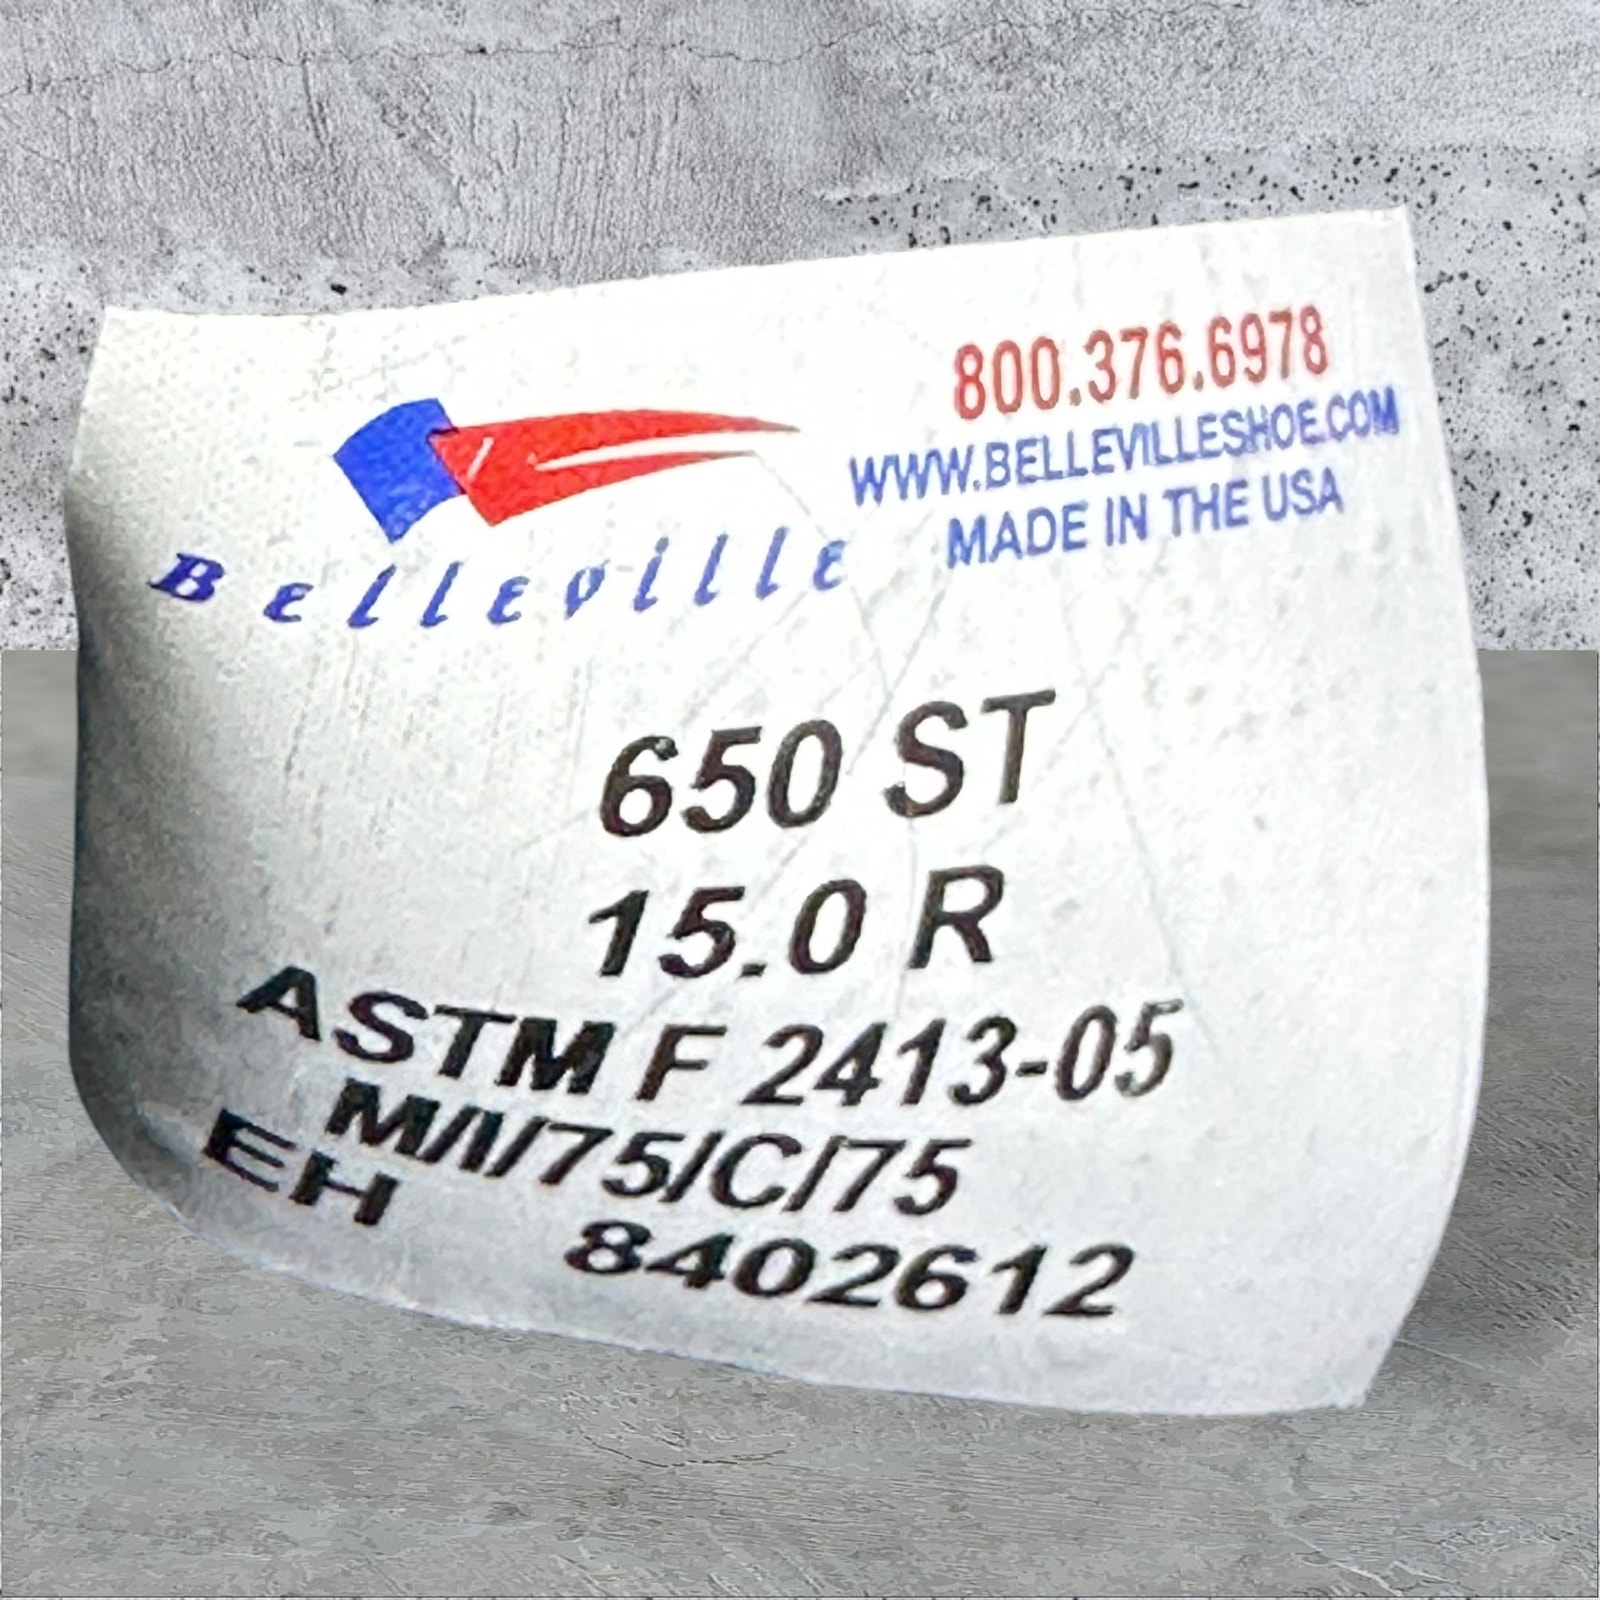 800.376.6978
WWW.BELLEVILLESHOE.COM
MADE IN THE USA
Belleville
650 ST
15.0 R
ASTM F 2413-05
M/I/75/C/75
EH 8402612